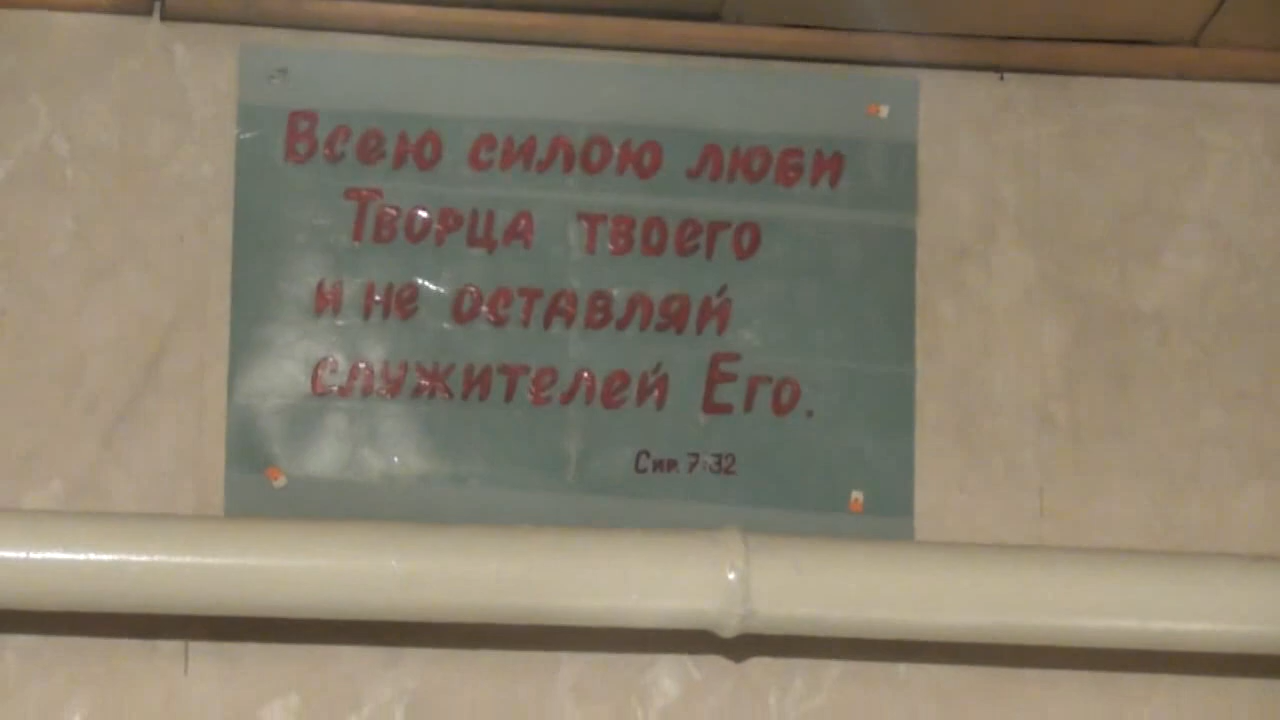 Всею силою люби
Творца твоего
и не оставляй
служителей Его.
Сир. 7:32